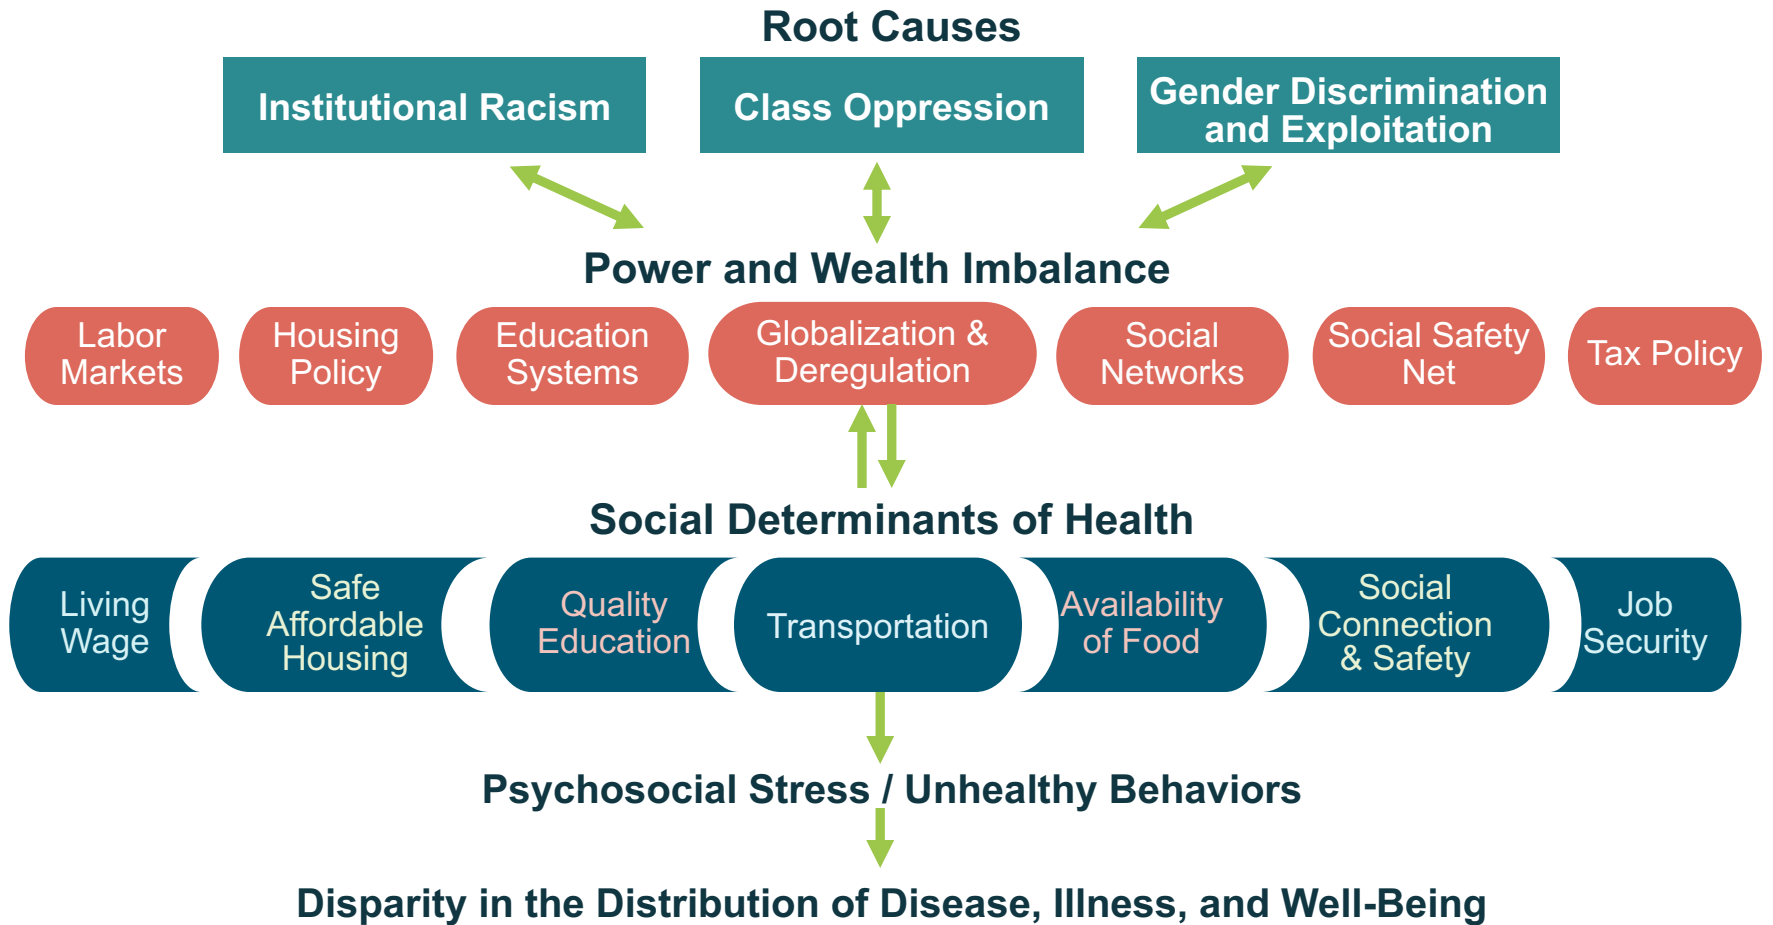 Root Causes
Institutional Racism
Class Oppression
Gender Discrimination
and Exploitation
Power and Wealth Imbalance
Labor
Markets
Housing
Policy
Education
Systems
Globalization &
Deregulation
Social
Networks
Social Safety
Net
Tax Policy
Social Determinants of Health
Living
Wage
Safe
Affordable
Housing
Quality
Education
Transportation
Availability
of Food
Social
Connection
& Safety
Job
Security
Psychosocial Stress / Unhealthy Behaviors
Disparity in the Distribution of Disease, Illness, and Well-Being